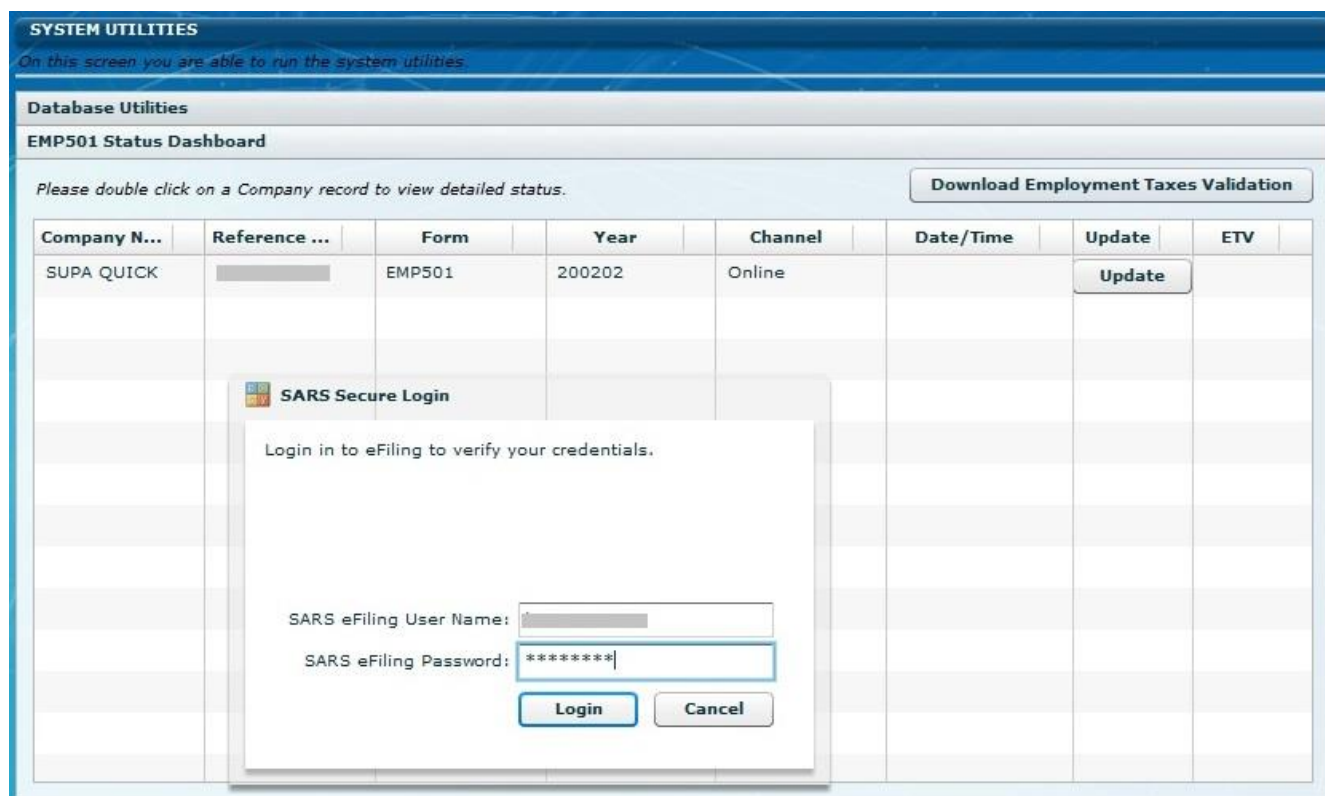 SYSTEM UTILITIES
On this screen you are able to run the system utilities.
Database Utilities
EMP501 Status Dashboard
Please double click on a Company record to view detailed status.
Download Employment Taxes Validation
Company N... Reference ... Form Year Channel Date/Time Update ETV
SUPA QUICK EMP501 200202 Online Update
SARS Secure Login
Login in to eFiling to verify your credentials.
SARS eFiling User Name:
SARS eFiling Password: ********
Login Cancel